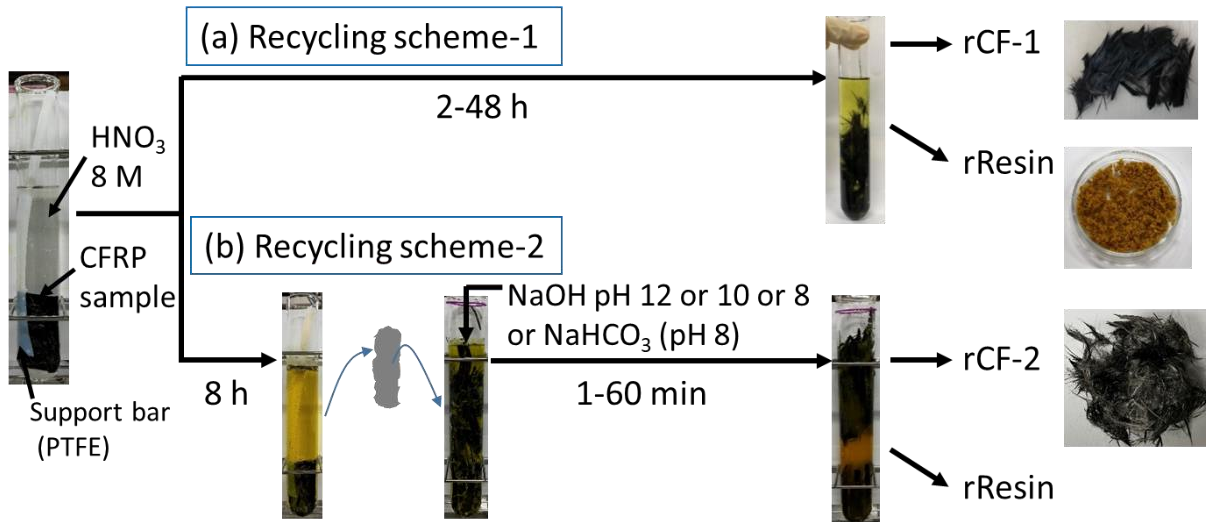 (a) Recycling scheme-1
rCF-1
2-48 h
HNO₃
8 M
rResin
(b) Recycling scheme-2
CFRP
sample
NaOH pH 12 or 10 or 8
or NaHCO₃ (pH 8)
rCF-2
8 h
1-60 min
Support bar
(PTFE)
rResin